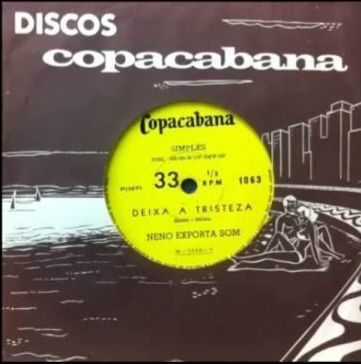 DISCOS
copacabana
Copacabana
SIMPLES
33 1/3 RPM 1063
DEIXA A TRISTEZA
NENO EXPORTA SOM